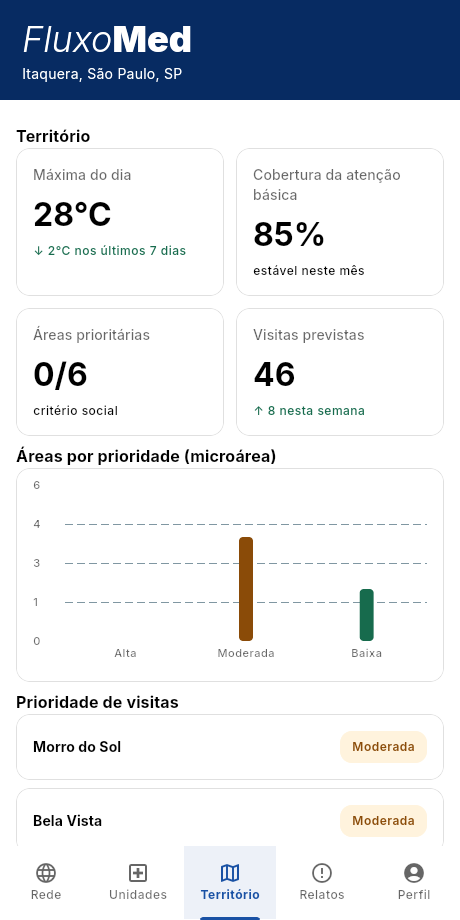 FluxoMed
Itaquera, São Paulo, SP
Território
Máxima do dia
28°C
↓ 2°C nos últimos 7 dias
Cobertura da atenção
básica
85%
estável neste mês
Áreas prioritárias
0/6
critério social
Visitas previstas
46
↑ 8 nesta semana
Áreas por prioridade (microárea)
6
4
3
1
0
Alta
Moderada
Baixa
Prioridade de visitas
Morro do Sol
Moderada
Bela Vista
Moderada
Rede
Unidades
Território
Relatos
Perfil